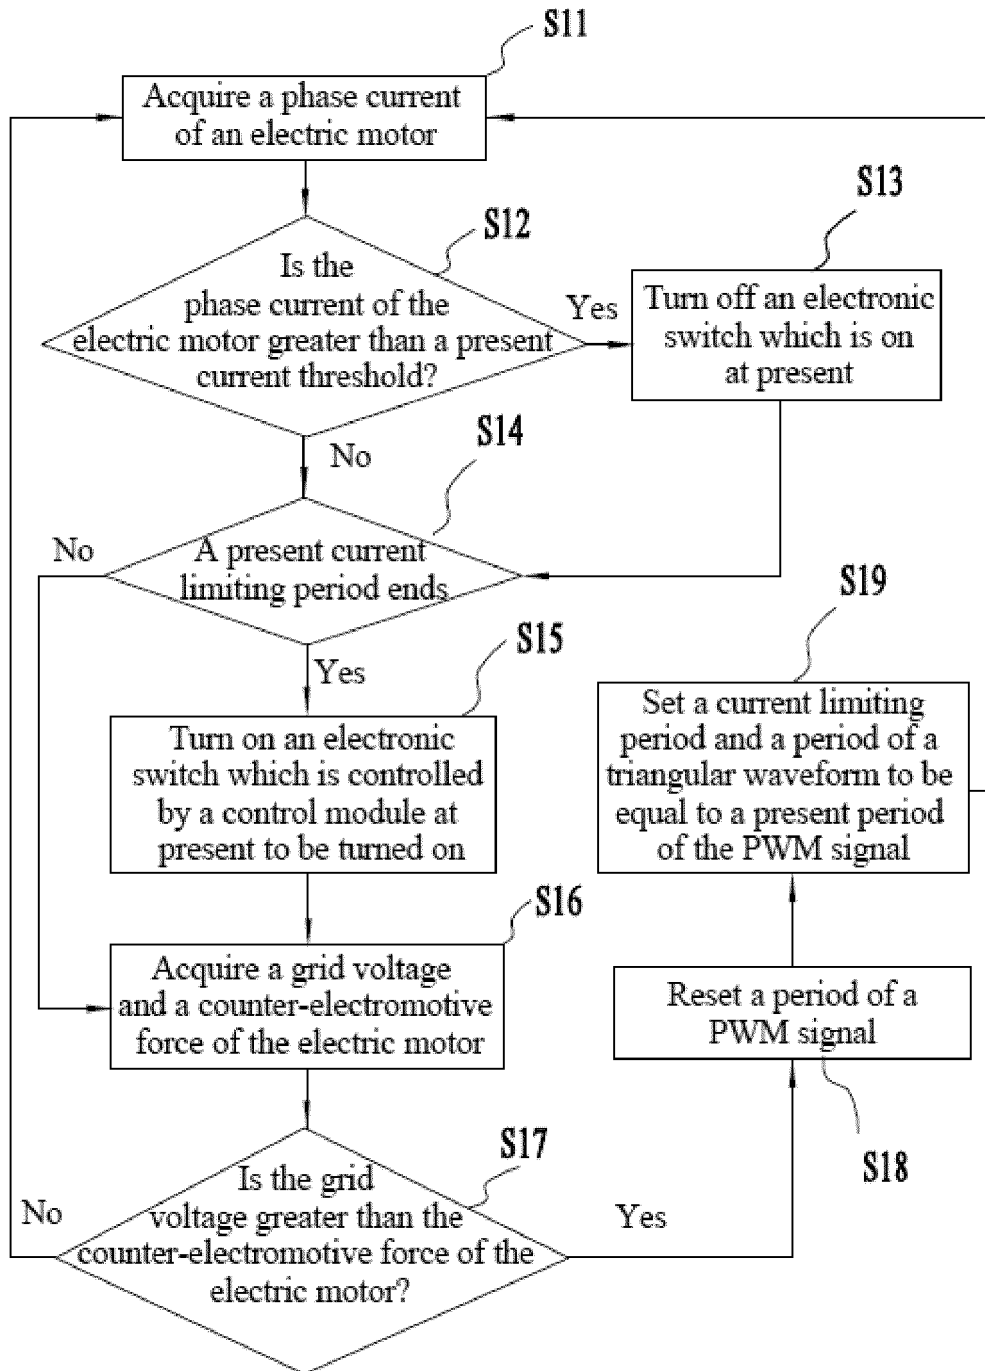 S11
Acquire a phase current
of an electric motor
S12
Is the
phase current of the
electric motor greater than a present
current threshold?
Yes
S13
Turn off an electronic
switch which is on
at present
No
S14
A present current
limiting period ends
No
Yes
S15
Turn on an electronic
switch which is controlled
by a control module at
present to be turned on
S16
Acquire a grid voltage
and a counter-electromotive
force of the electric motor
S17
Is the grid
voltage greater than the
counter-electromotive force of the
electric motor?
No
Yes
S18
Reset a period of a
PWM signal
S19
Set a current limiting
period and a period of a
triangular waveform to be
equal to a present period
of the PWM signal